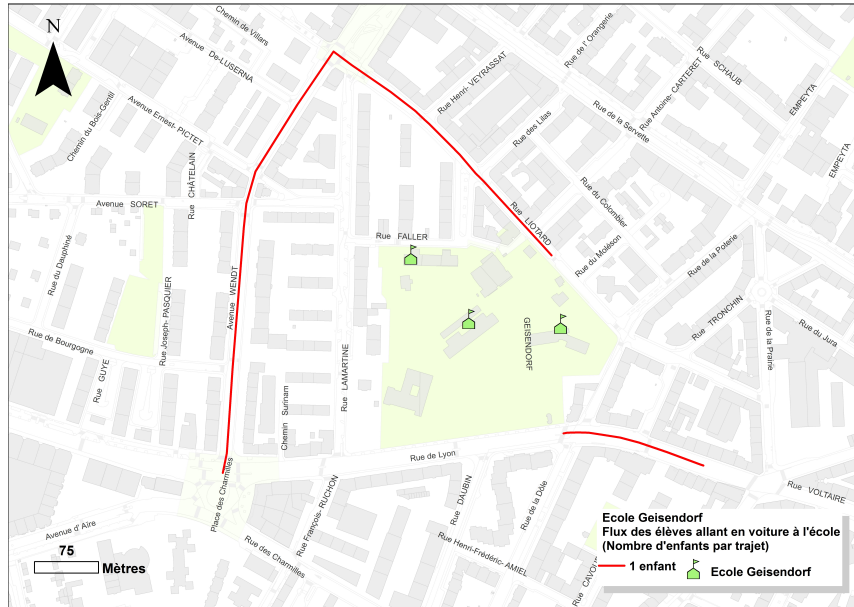 N
Chemin de Villars
Avenue De-LUSERNA
Rue de l' Orangerie
Rue SCHAUB
Rue Henri- VEYRASSAT
Rue Antoine-CARTERET
EMPEYTA
Chemin du Bois-Gentil
Avenue Ernest- PICTET
Rue des Lilas
Rue de la Servette
EMPEYTA
Rue CHÂTELAIN
Avenue SORET
Rue du Colombier
Rue LIOTARD
Rue FALLER
Rue du Moléson
Rue de la Poterie
Rue du Dauphiné
Avenue WENDT
Rue Joseph- PASQUIER
GEISENDORF
Rue TRONCHIN
Rue de la Prairie
Rue du Jura
Rue de Bourgogne
Rue GUYE
Rue LAMARTINE
Chemin Surinam
Rue de Lyon
Place des Charmilles
Rue François- RUCHON
Rue DAUBIN
Rue de la Dôle
Rue VOLTAIRE
Avenue d' Aire
Rue des Charmilles
Rue Henri-Frédéric- AMIEL
Rue CAVOUR
75
Mètres
Ecole Geisendorf
Flux des élèves allant en voiture à l'école
(Nombre d'enfants par trajet)
1 enfant
Ecole Geisendorf